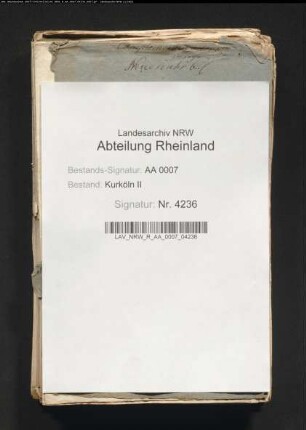 Landesarchiv NRW
Abteilung Rheinland
Bestands-Signatur: AA 0007
Bestand: Kurköln II
Signatur: Nr. 4236
LAV_NRW_R_AA_0007_04236